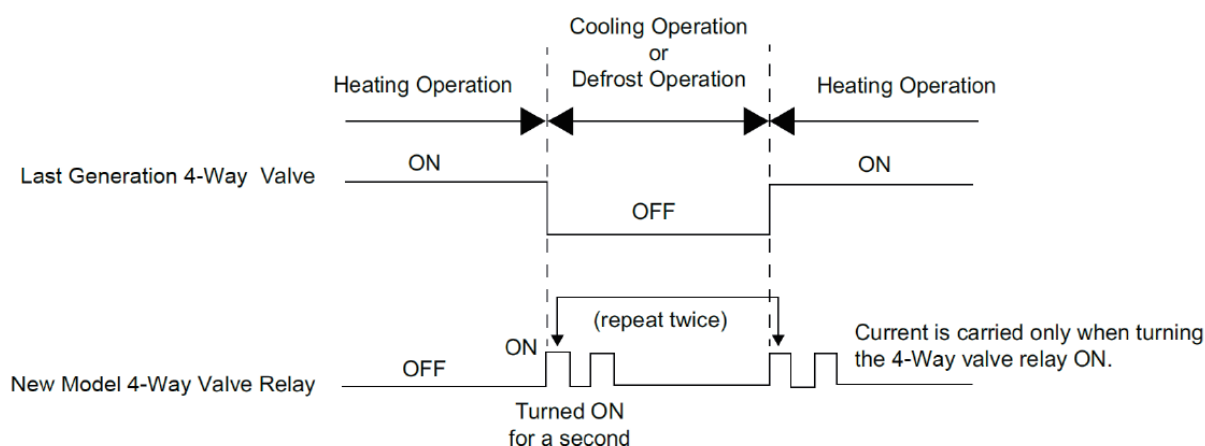 Cooling Operation
or
Defrost Operation
Heating Operation
Heating Operation
Last Generation 4-Way Valve
ON
OFF
ON
(repeat twice)
Current is carried only when turning
the 4-Way valve relay ON.
New Model 4-Way Valve Relay
OFF
ON
Turned ON
for a second